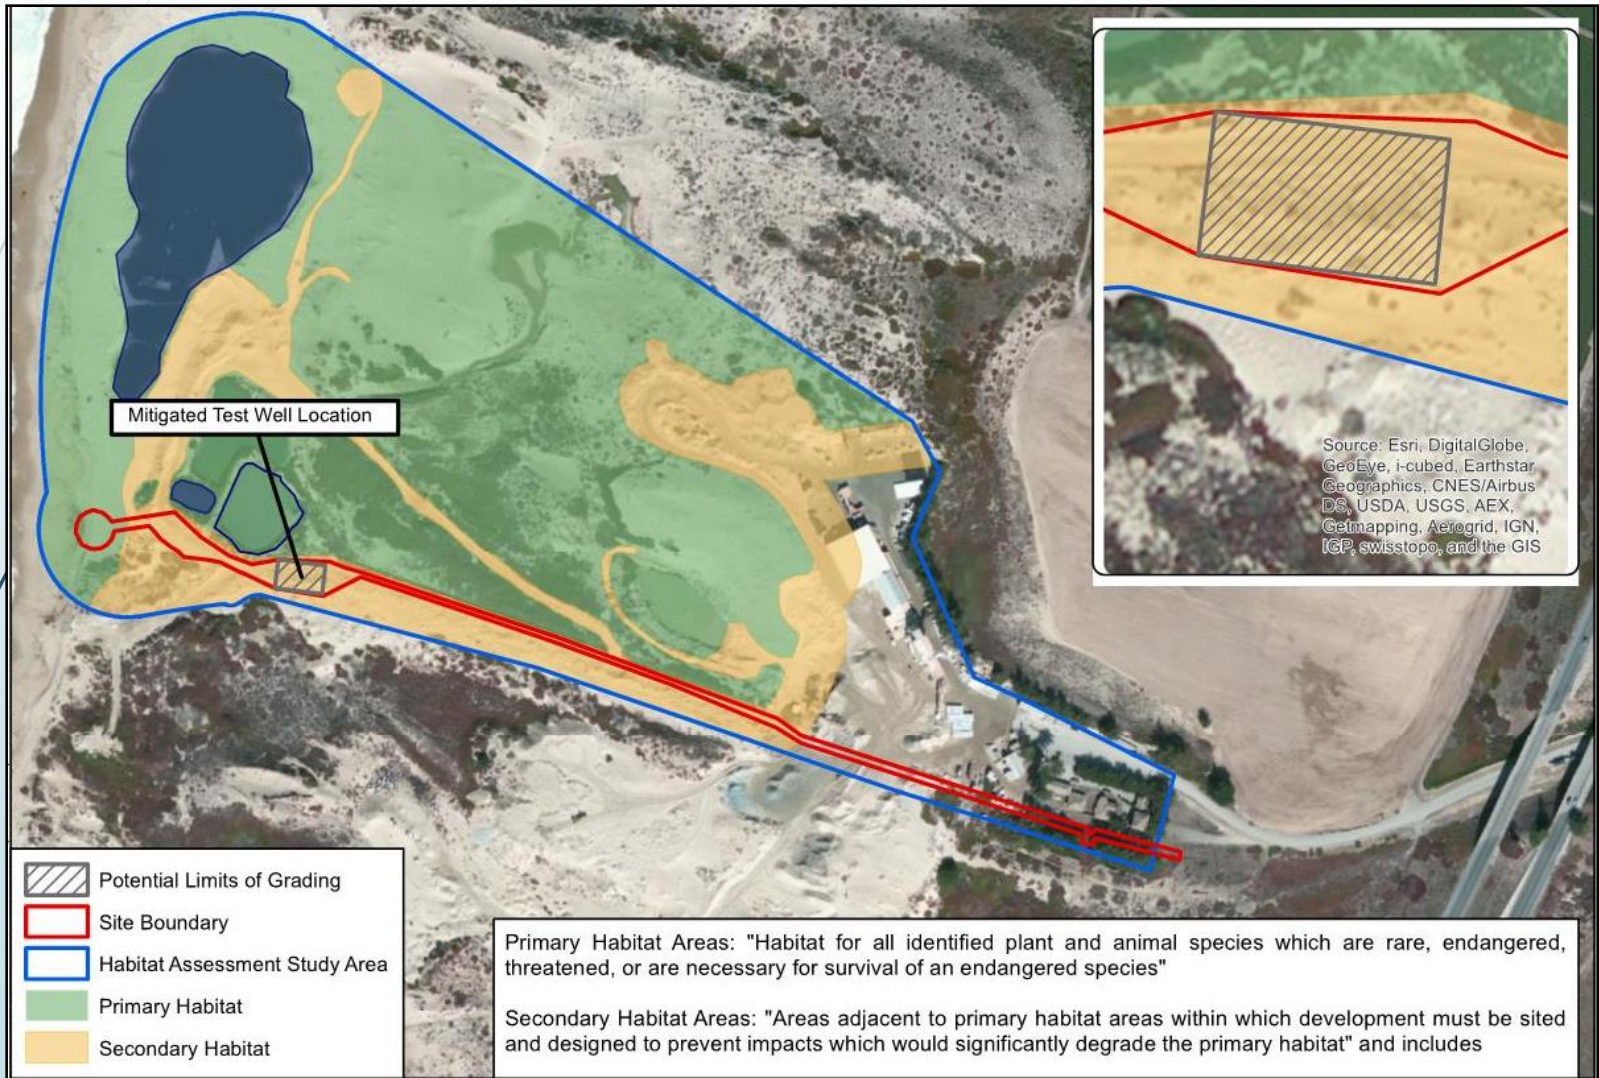 Mitigated Test Well Location
Source: Esri, DigitalGlobe,
GeoEye, i-cubed, Earthstar
Geographics, CNES/Airbus
DS, USDA, USGS, AEX,
Getmapping, Aerogrid, IGN,
IGP, swisstopo, and the GIS
Potential Limits of Grading
Site Boundary
Habitat Assessment Study Area
Primary Habitat
Secondary Habitat
Primary Habitat Areas: "Habitat for all identified plant and animal species which are rare, endangered,
threatened, or are necessary for survival of an endangered species"
Secondary Habitat Areas: "Areas adjacent to primary habitat areas within which development must be sited
and designed to prevent impacts which would significantly degrade the primary habitat" and includes